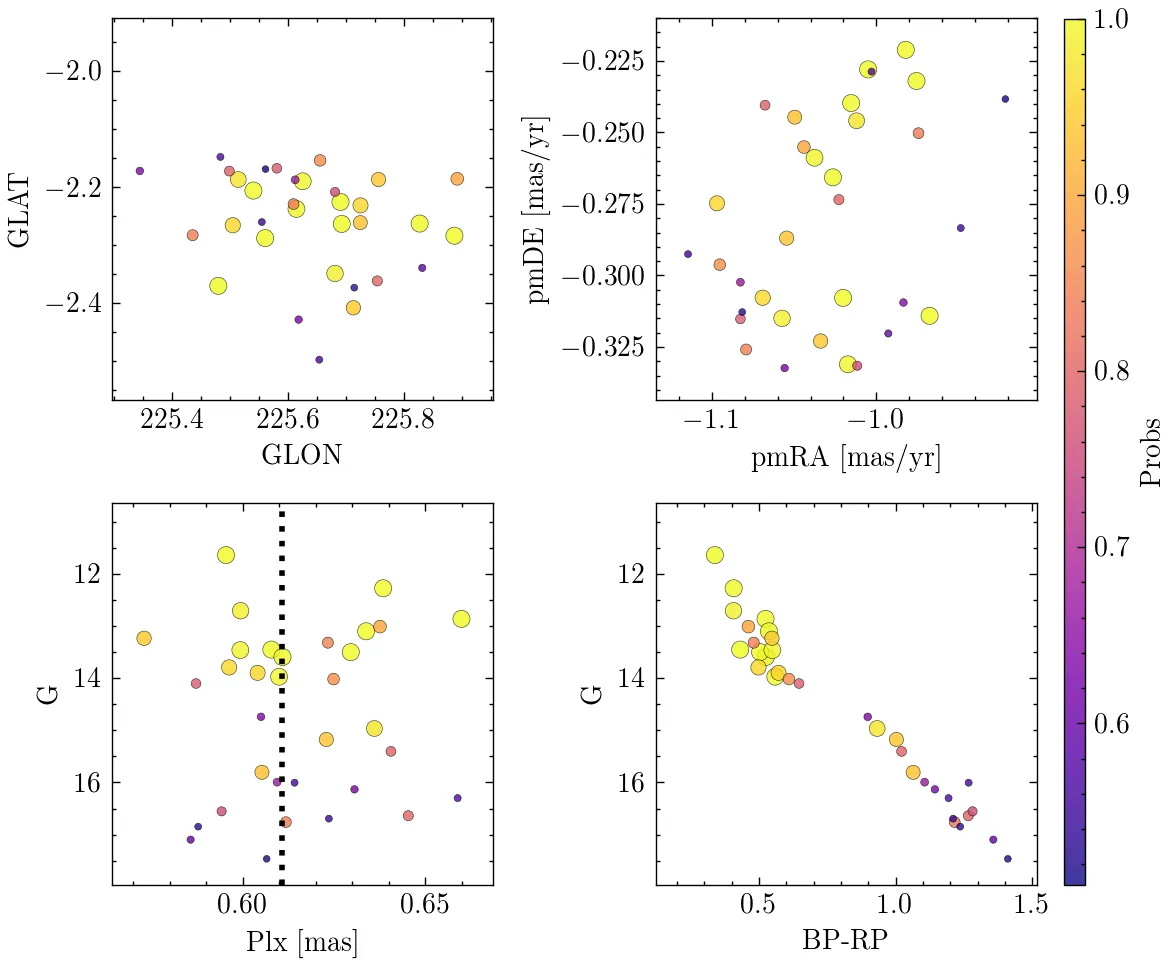 −2.0
−2.2
−2.4
GLAT
225.4 225.6 225.8
GLON
−0.225
−0.250
−0.275
−0.300
−0.325
pmDE [mas/yr]
−1.1 −1.0
pmRA [mas/yr]
12
14
16
G
0.60 0.65
Plx [mas]
12
14
16
G
0.5 1.0 1.5
BP-RP
1.0
0.9
0.8
0.7
0.6
Probs